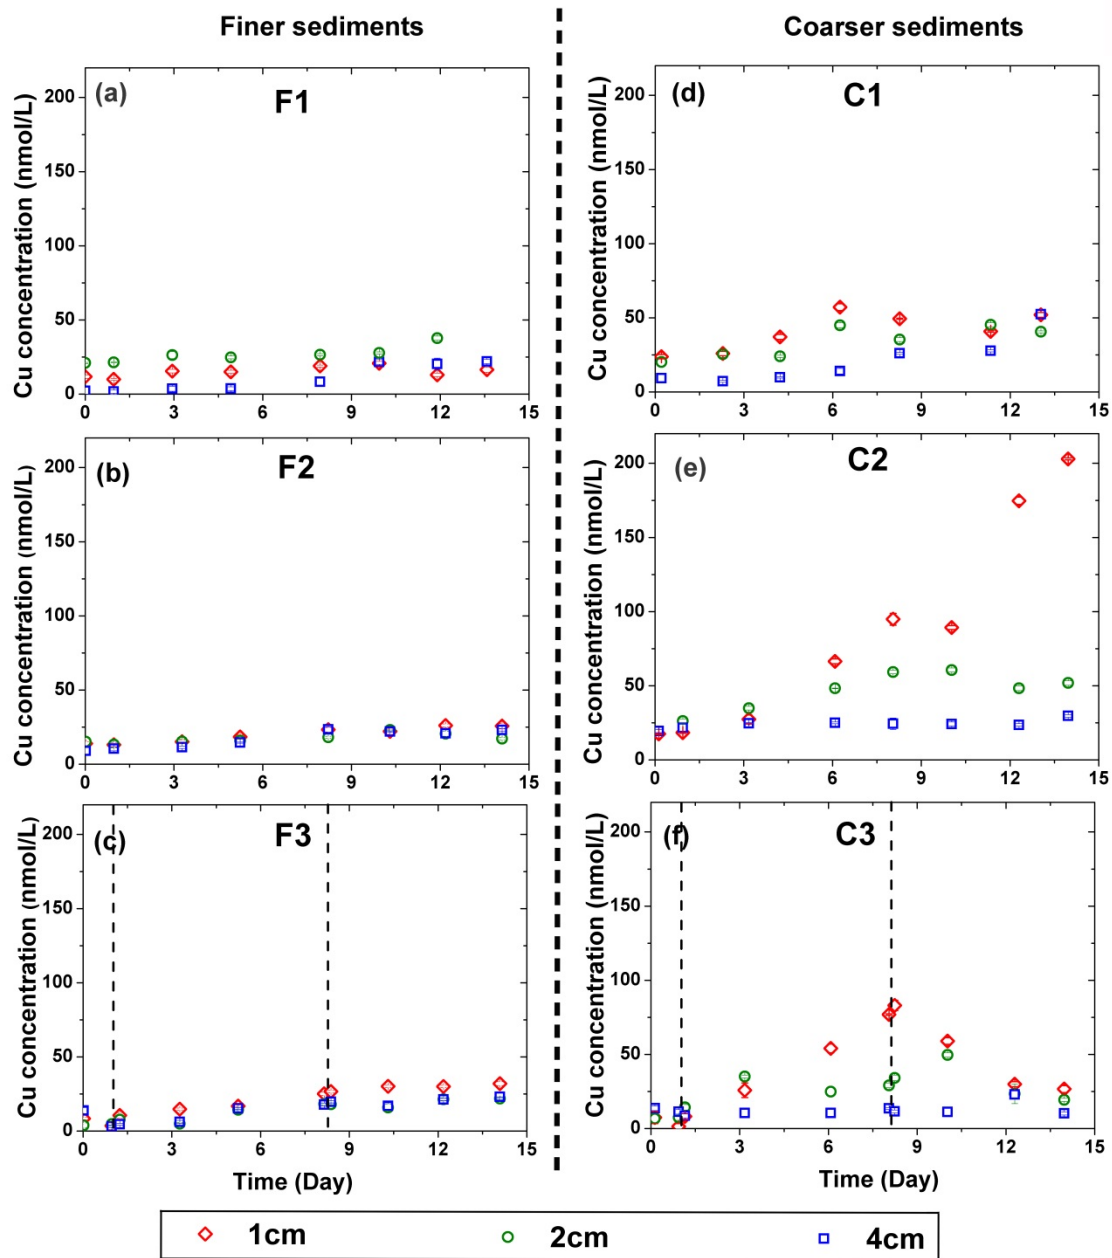 Finer sediments
Coarser sediments
(a)
F1
Cu concentration (nmol/L)
200
150
100
50
0
0 3 6 9 12 15
(d)
C1
Cu concentration (nmol/L)
200
150
100
50
0
0 3 6 9 12 15
(b)
F2
Cu concentration (nmol/L)
200
150
100
50
0
0 3 6 9 12 15
(e)
C2
Cu concentration (nmol/L)
200
150
100
50
0
0 3 6 9 12 15
(c)
F3
Cu concentration (nmol/L)
200
150
100
50
0
0 3 6 9 12 15
Time (Day)
(f)
C3
Cu concentration (nmol/L)
200
150
100
50
0
0 3 6 9 12 15
Time (Day)
1cm 2cm 4cm